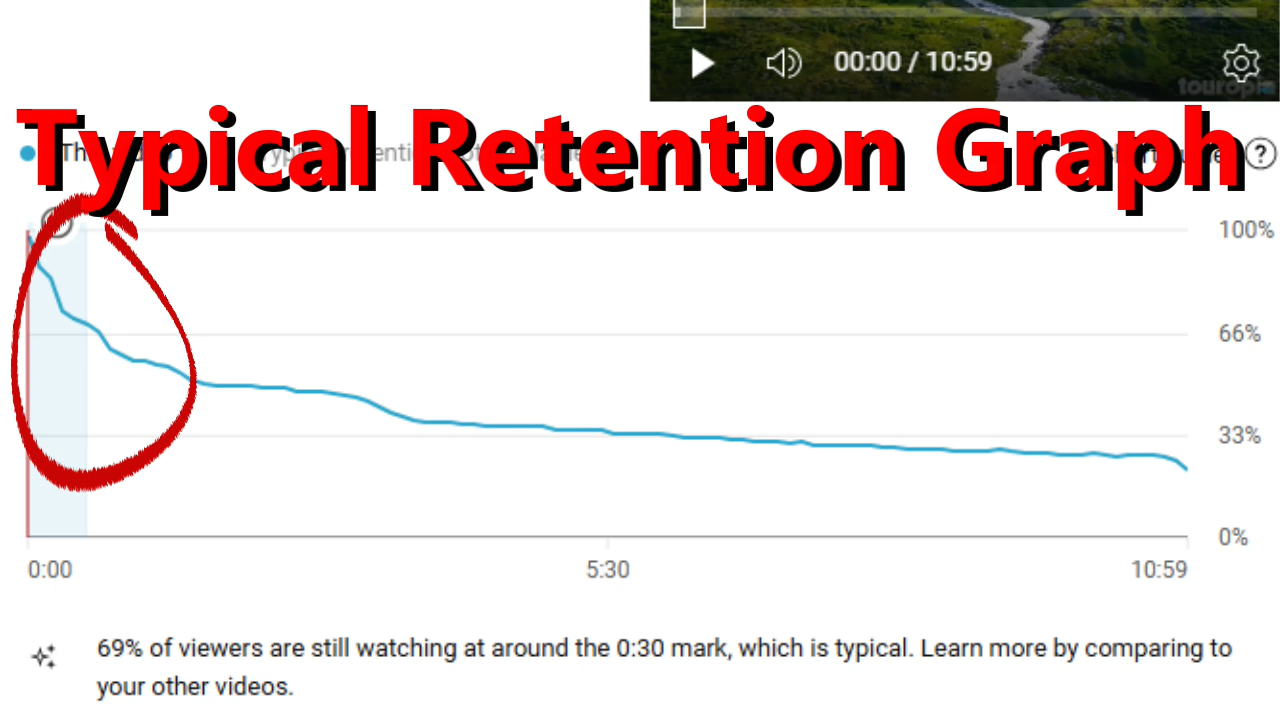 00:00 / 10:59
touropia
Typical Retention Graph
?
100%
66%
33%
0%
0:00 5:30 10:59
69% of viewers are still watching at around the 0:30 mark, which is typical. Learn more by comparing to
your other videos.